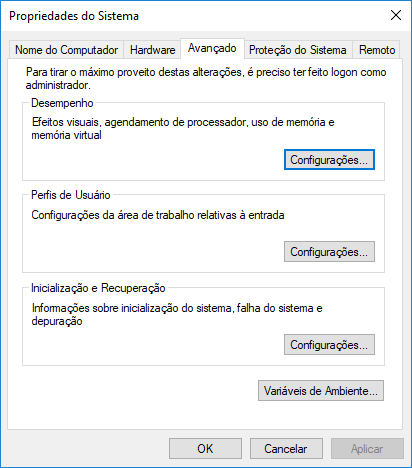 Propriedades do Sistema
Nome do Computador Hardware Avançado Proteção do Sistema Remoto
Para tirar o máximo proveito destas alterações, é preciso ter feito logon como
administrador.
Desempenho
Efeitos visuais, agendamento de processador, uso de memória e
memória virtual
Configurações...
Perfis de Usuário
Configurações da área de trabalho relativas à entrada
Configurações...
Inicialização e Recuperação
Informações sobre inicialização do sistema, falha do sistema e
depuração
Configurações...
Variáveis de Ambiente...
OK Cancelar Aplicar